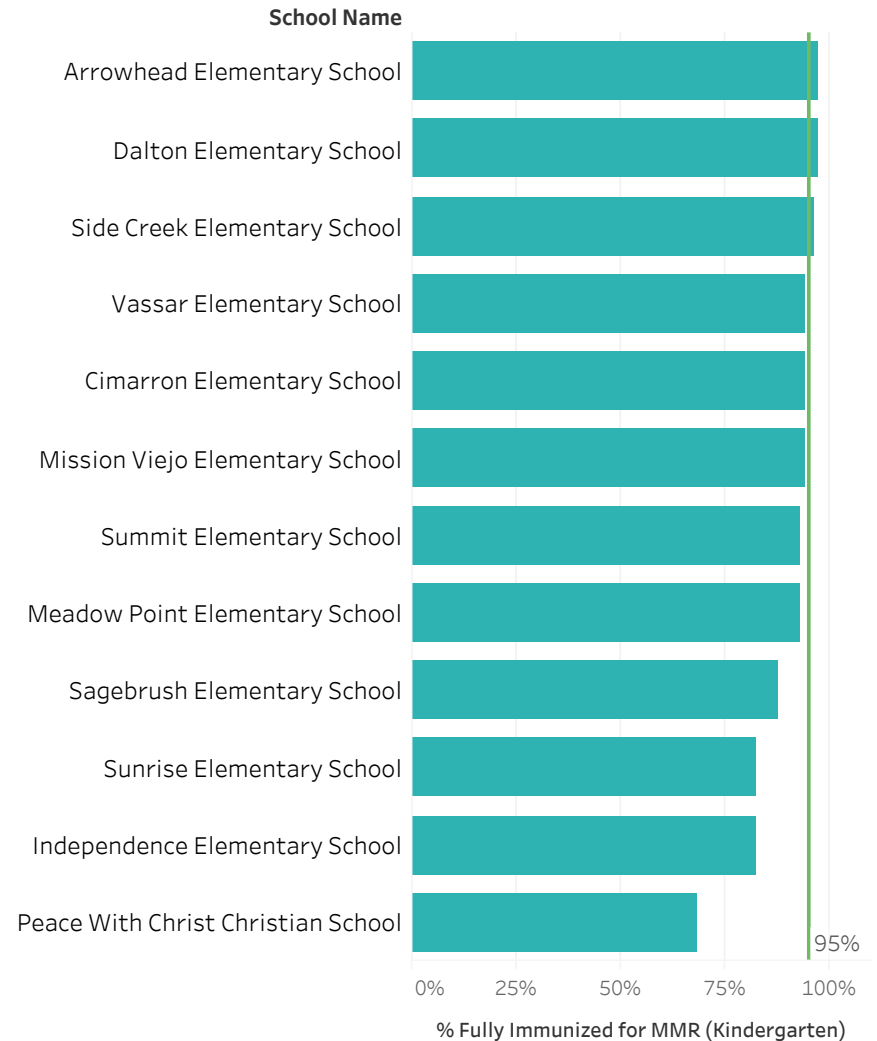 School Name
Arrowhead Elementary School
Dalton Elementary School
Side Creek Elementary School
Vassar Elementary School
Cimarron Elementary School
Mission Viejo Elementary School
Summit Elementary School
Meadow Point Elementary School
Sagebrush Elementary School
Sunrise Elementary School
Independence Elementary School
Peace With Christ Christian School
95%
0% 25% 50% 75% 100%
% Fully Immunized for MMR (Kindergarten)